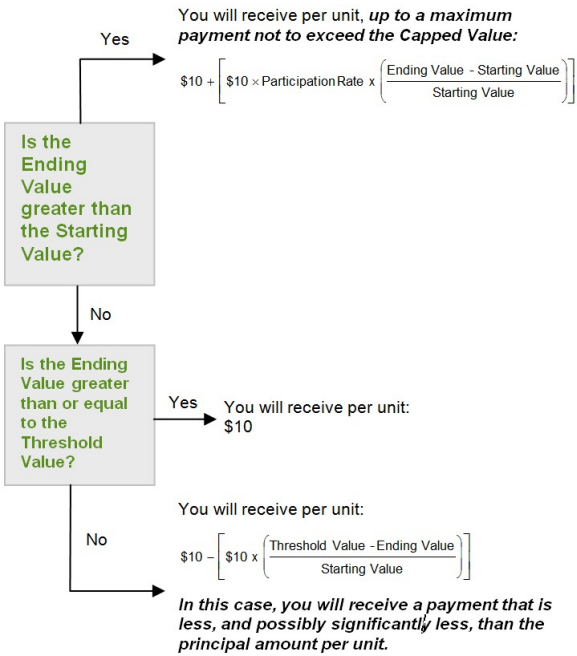 You will receive per unit, up to a maximum
payment not to exceed the Capped Value:
Yes
$10 + [ $10 × Participation Rate x ( Ending Value - Starting Value / Starting Value ) ]
Is the
Ending
Value
greater than
the Starting
Value?
No
Is the Ending
Value greater
than or equal
to the
Threshold
Value?
Yes
You will receive per unit:
$10
No
You will receive per unit:
$10 – [ $10 x ( Threshold Value - Ending Value / Starting Value ) ]
In this case, you will receive a payment that is
less, and possibly significantly less, than the
principal amount per unit.